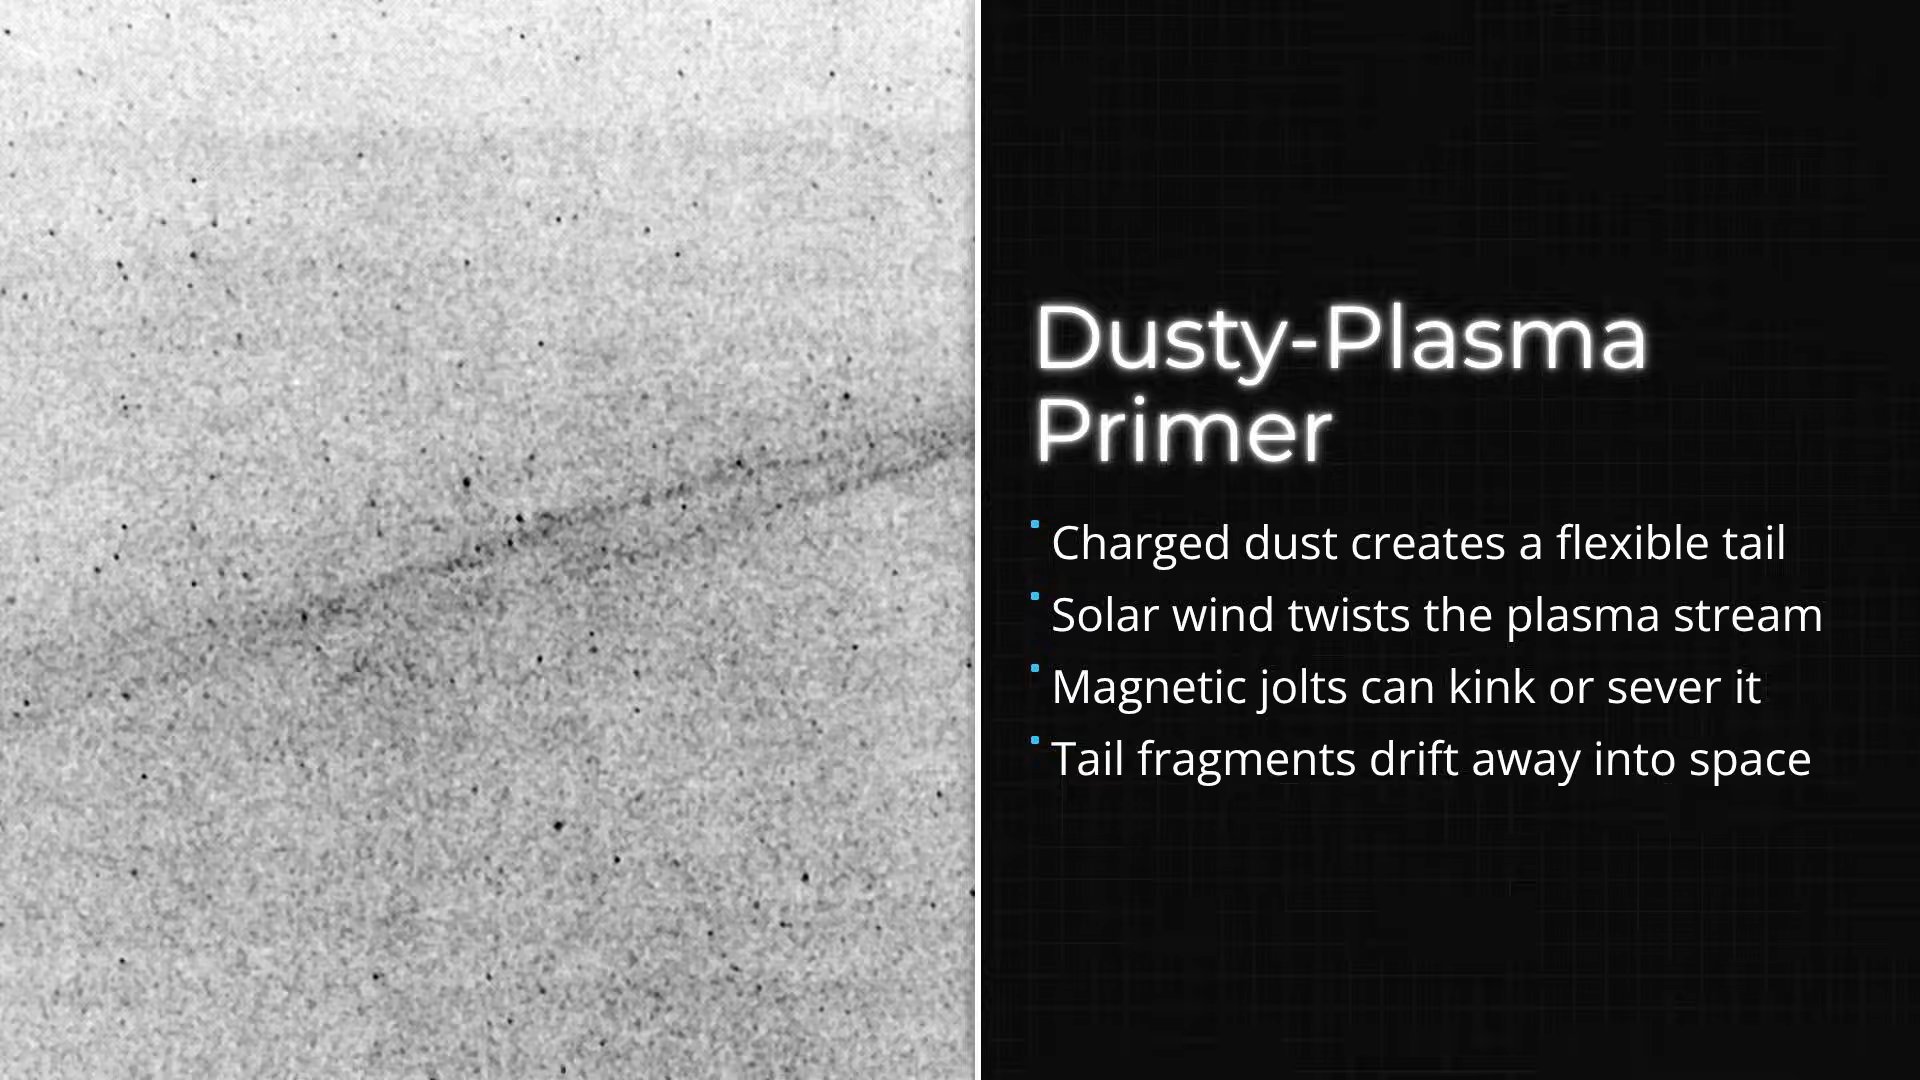 Dusty-Plasma
Primer
Charged dust creates a flexible tail
Solar wind twists the plasma stream
Magnetic jolts can kink or sever it
Tail fragments drift away into space